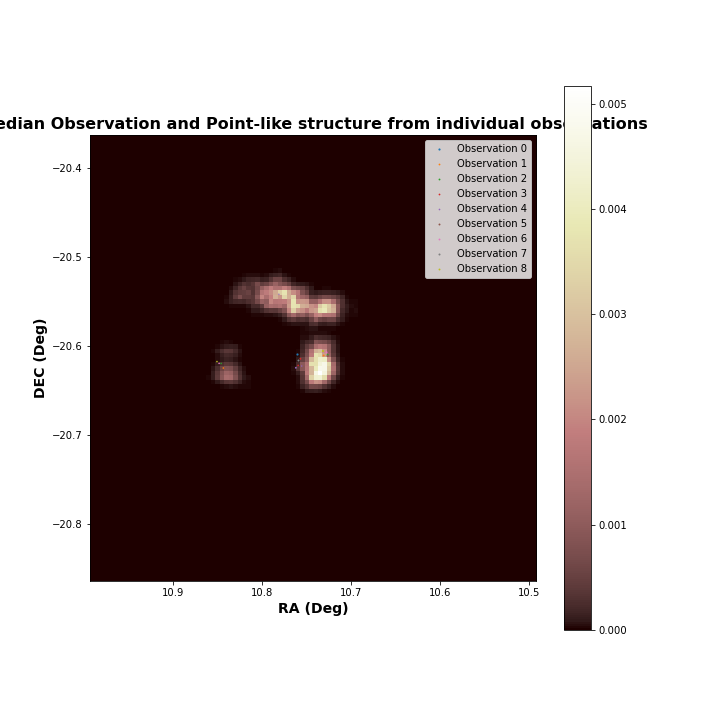 edian Observation and Point-like structure from individual obse ations
Observation 0
Observation 1
Observation 2
Observation 3
Observation 4
Observation 5
Observation 6
Observation 7
Observation 8
−20.4
−20.5
−20.6
−20.7
−20.8
DEC (Deg)
10.9 10.8 10.7 10.6 10.5
RA (Deg)
0.005
0.004
0.003
0.002
0.001
0.000